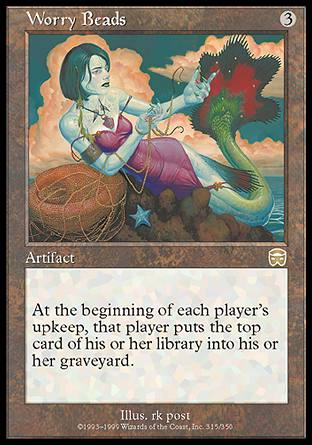 Worry Beads 3
Artifact
At the beginning of each player's
upkeep, that player puts the top
card of his or her library into his or
her graveyard.
Illus. rk post
©1993–1999 Wizards of the Coast, Inc. 315/350